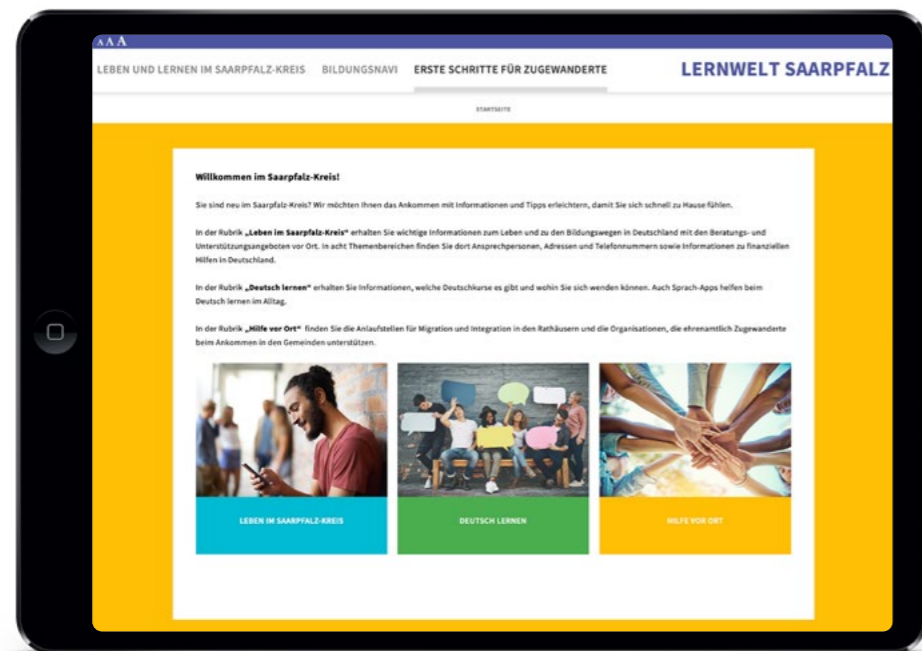 AAA
LEBEN UND LERNEN IM SAARPFALZ-KREIS BILDUNGSNAVI ERSTE SCHRITTE FÜR ZUGEWANDERTE LERNWELT SAARPFALZ
STARTSEITE
Willkommen im Saarpfalz-Kreis!
Sie sind neu im Saarpfalz-Kreis? Wir möchten Ihnen das Ankommen mit Informationen und Tipps erleichtern, damit Sie sich schnell zu Hause fühlen.
In der Rubrik „Leben im Saarpfalz-Kreis“ erhalten Sie wichtige Informationen zum Leben und zu den Bildungswegen in Deutschland mit den Beratungs- und
Unterstützungsangeboten vor Ort. In acht Themenbereichen finden Sie dort Ansprechpersonen, Adressen und Telefonnummern sowie Informationen zu finanziellen
Hilfen in Deutschland.
In der Rubrik „Deutsch lernen“ erhalten Sie Informationen, welche Deutschkurse es gibt und wohin Sie sich wenden können. Auch Sprach-Apps helfen beim
Deutsch lernen im Alltag.
In der Rubrik „Hilfe vor Ort“ finden Sie die Anlaufstellen für Migration und Integration in den Rathäusern und die Organisationen, die ehrenamtlich Zugewanderte
beim Ankommen in den Gemeinden unterstützen.
LEBEN IM SAARPFALZ-KREIS DEUTSCH LERNEN HILFE VOR ORT